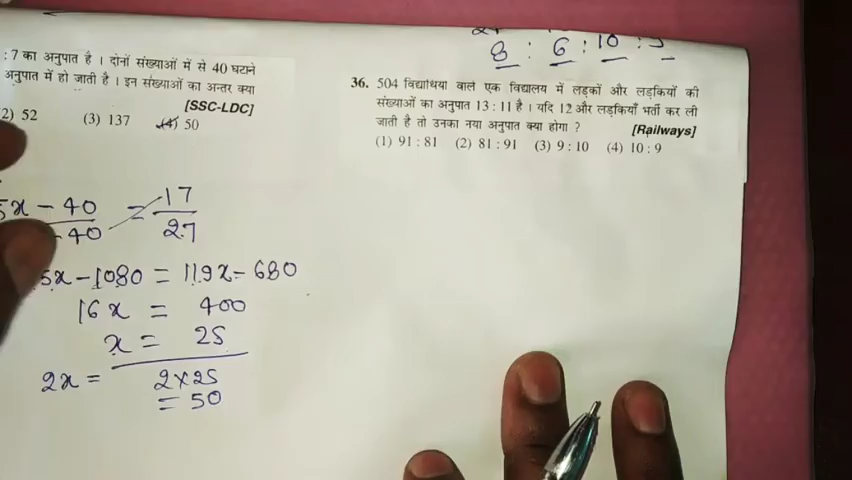 8 : 6 : 10 :
: 7 का अनुपात है । दोनों संख्याओं में से 40 घटाने
अनुपात में हो जाती है । इन संख्याओं का अन्तर क्या
[SSC-LDC]
2) 52 (3) 137 (4) 50
5x - 40 = 17
- 40 27
5x - 1080 = 119x - 680
16x = 400
x = 25
2x = 2x25
= 50
36. 504 विद्याथिया वाले एक विद्यालय में लड़कों और लड़कियों की
संख्याओं का अनुपात 13 : 11 है । यदि 12 और लड़कियाँ भर्ती कर ली
जाती है तो उनका नया अनुपात क्या होगा ? [Railways]
(1) 91 : 81 (2) 81 : 91 (3) 9 : 10 (4) 10 : 9